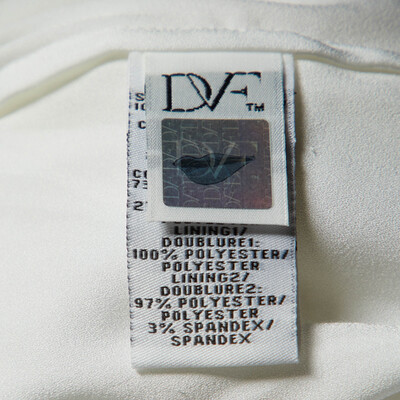 DVF™
LINING1/
DOUBLURE1:
100% POLYESTER/
POLYESTER
LINING2/
DOUBLURE2:
97% POLYESTER/
POLYESTER
3% SPANDEX/
SPANDEX